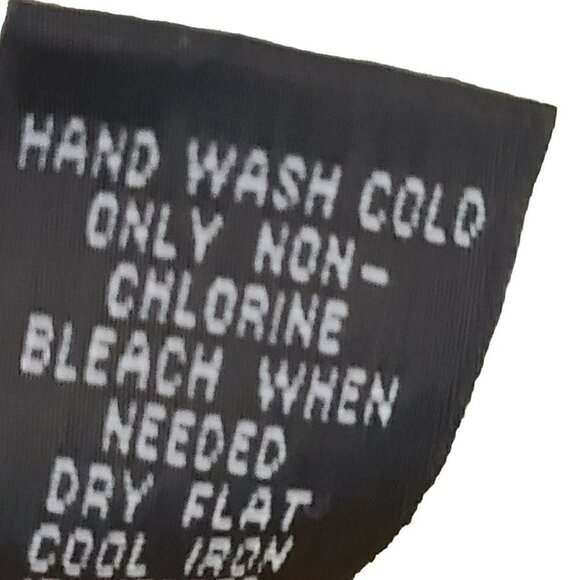 HAND WASH COLD
ONLY NON-
CHLORINE
BLEACH WHEN
NEEDED
DRY FLAT
COOL IRON